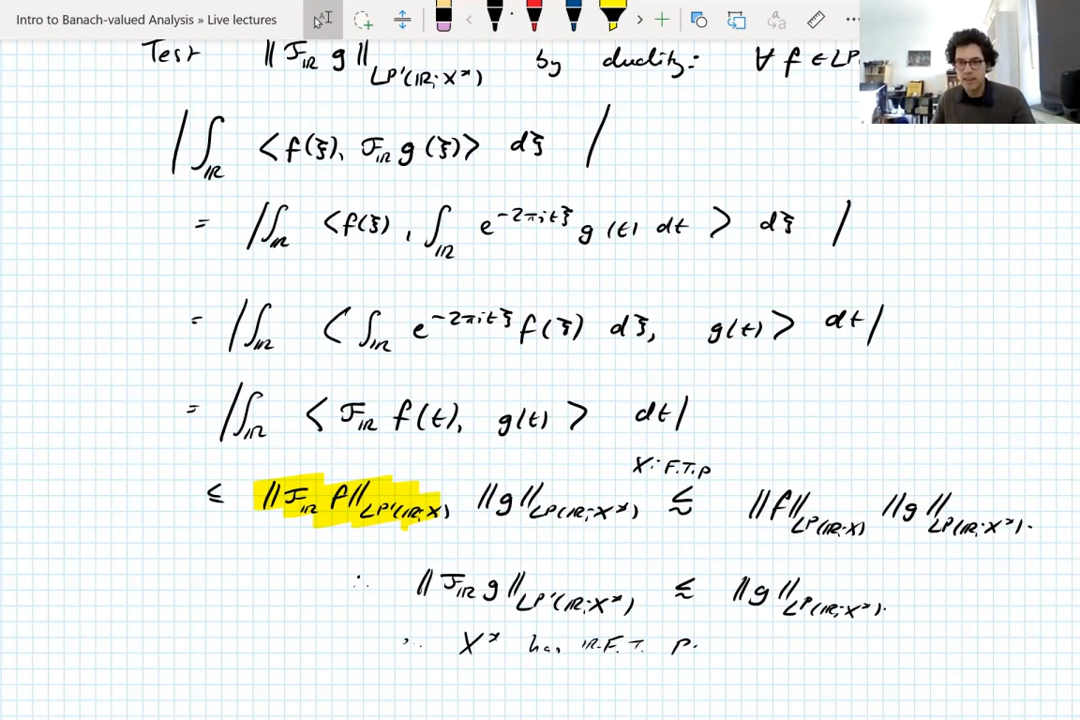 Intro to Banach-valued Analysis » Live lectures
Test ‖ℱ_ℝ g‖_{L^{p'}(ℝ;X*)} by duality: ∀ f ∈ L^p
|∫_ℝ <f(ξ), ℱ_ℝ g(ξ)> dξ|
= |∫_ℝ <f(ξ), ∫_ℝ e^{-2πitξ} g(t) dt> dξ|
= |∫_ℝ <∫_ℝ e^{-2πitξ} f(ξ) dξ, g(t)> dt|
= |∫_ℝ <ℱ_ℝ f(t), g(t)> dt|
X: F.T. p
≤ ‖ℱ_ℝ f‖_{L^{p'}(ℝ;X)} ‖g‖_{L^p(ℝ;X*)} ≲ ‖f‖_{L^p(ℝ;X)} ‖g‖_{L^p(ℝ;X*)}.
∴ ‖ℱ_ℝ g‖_{L^{p'}(ℝ;X*)} ≲ ‖g‖_{L^p(ℝ;X*)}.
∴ X* has ℝ-F.T. p.